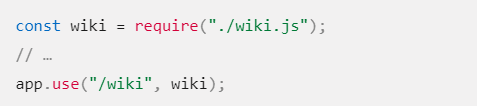 const wiki = require("./wiki.js");
// …
app.use("/wiki", wiki);